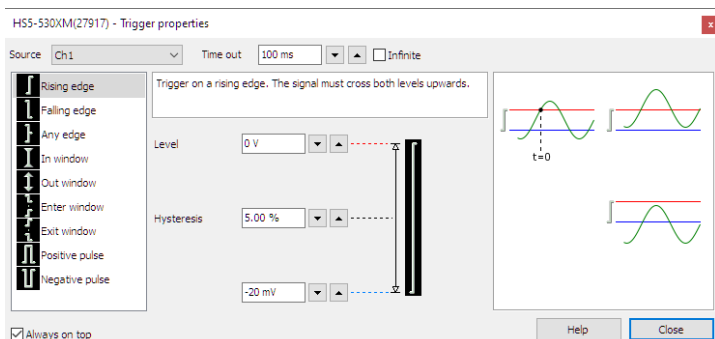 HS5-530XM(27917) - Trigger properties
x
Source Ch1 Time out 100 ms Infinite
Rising edge
Falling edge
Any edge
In window
Out window
Enter window
Exit window
Positive pulse
Negative pulse
Trigger on a rising edge. The signal must cross both levels upwards.
Level 0 V
Hysteresis 5.00 %
-20 mV
t=0
Always on top
Help Close